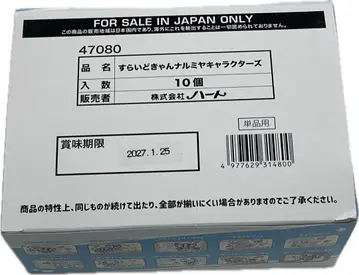 FOR SALE IN JAPAN ONLY
この商品の販売地域は日本国内であり、海外にこれを輸出することは一切認められておりません。
47080
品名 すらいどきゃんナルミヤキャラクターズ
入数 10個
販売者 株式会社ハート
単品用
賞味期限 2027.1.25
4 977629 314800
商品の特性上、同じものが続けて出たり、全部が揃いにくい場合がありますのでご了承ください。